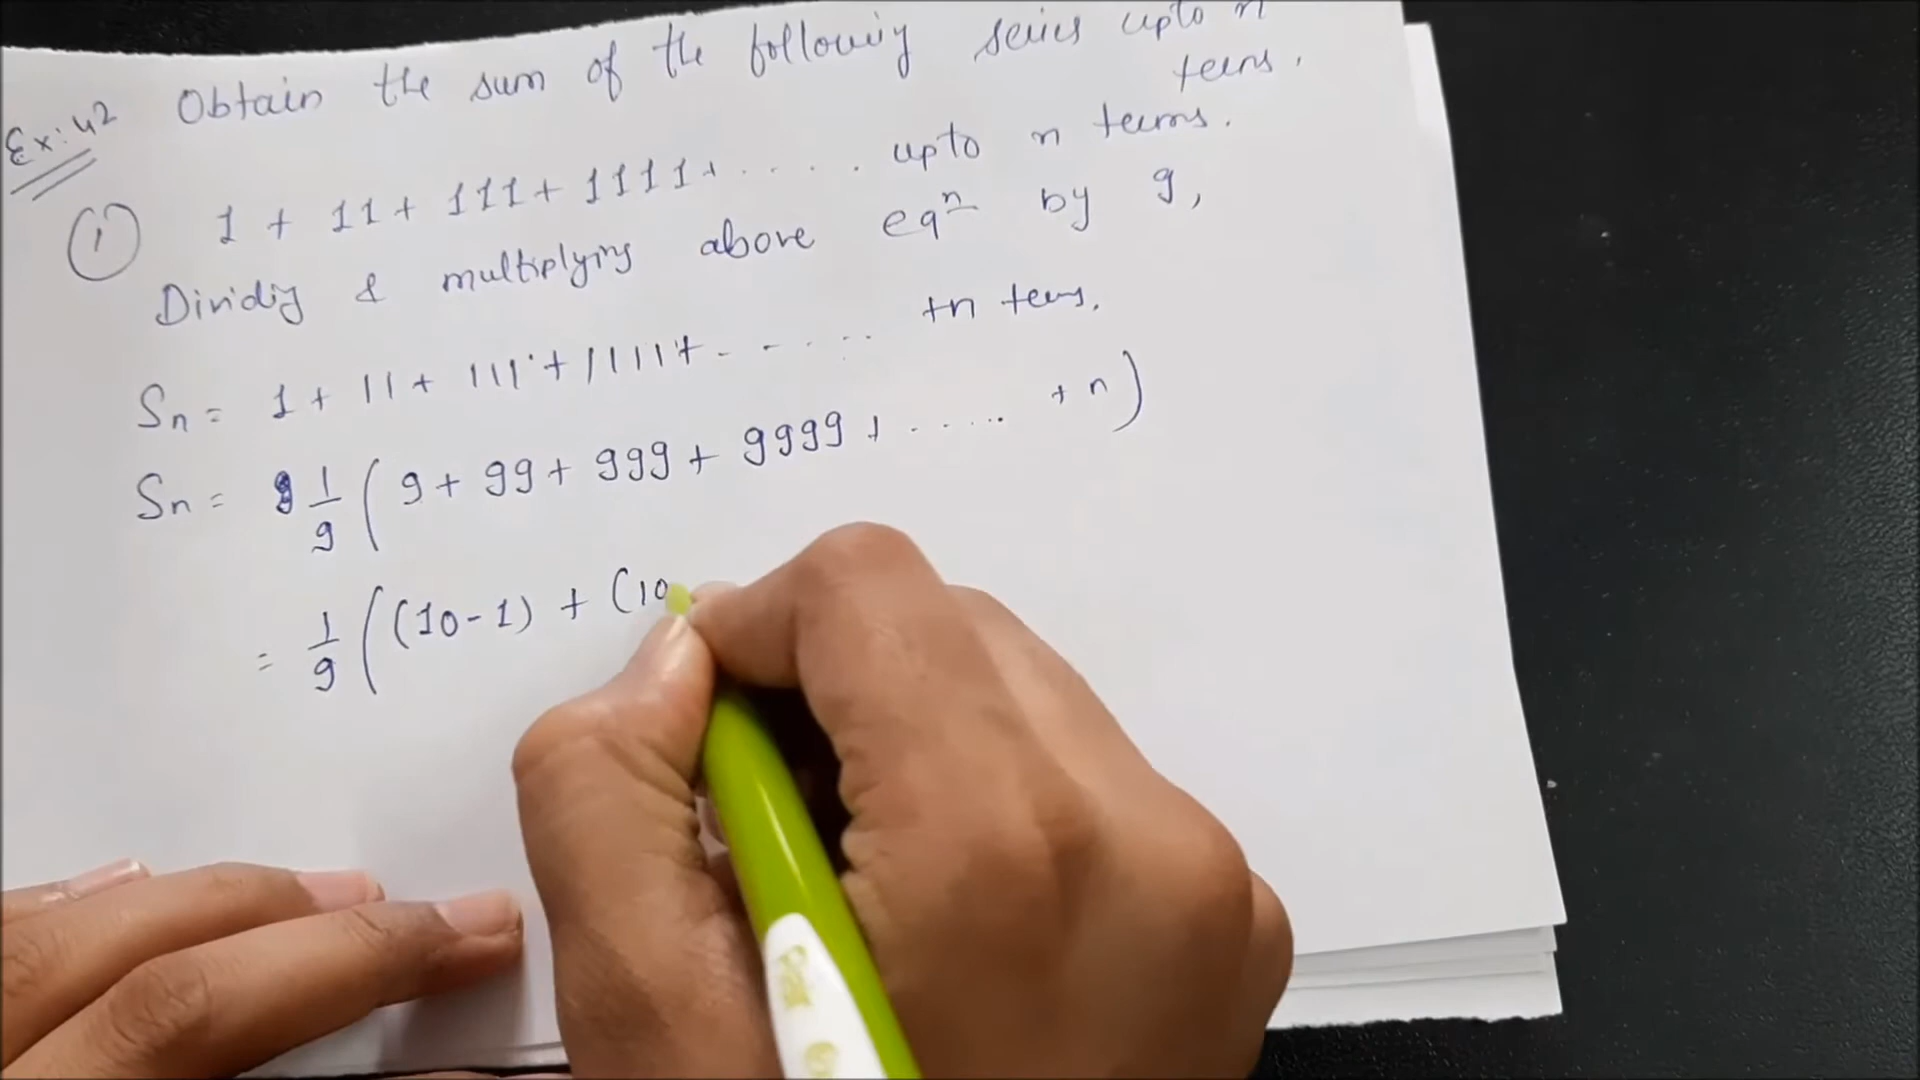 Ex: 42 Obtain the sum of the following series upto n terms.
① 1 + 11 + 111 + 1111 + ..... upto n terms.
Dividing & multiplying above eqn by 9,
Sn = 1 + 11 + 111 + 1111 + ...... +n terms.
Sn = 1/9 ( 9 + 99 + 999 + 9999 + ..... + n )
= 1/9 ( (10-1) + (10